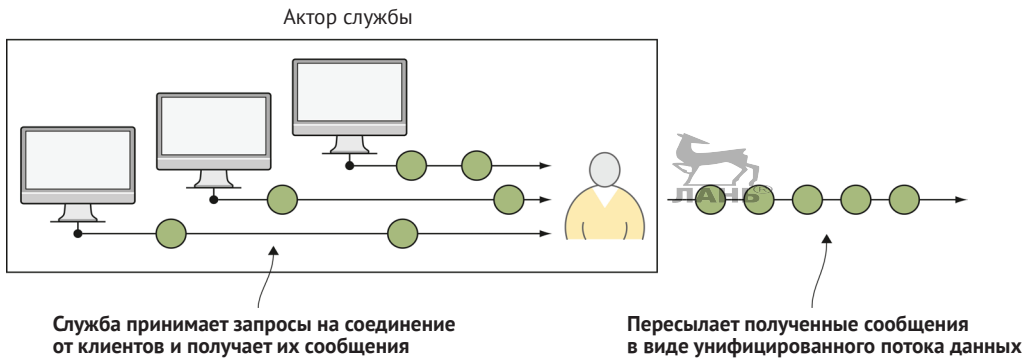 Актор службы
ЛАНЬ®
Служба принимает запросы на соединение
от клиентов и получает их сообщения
Пересылает полученные сообщения
в виде унифицированного потока данных